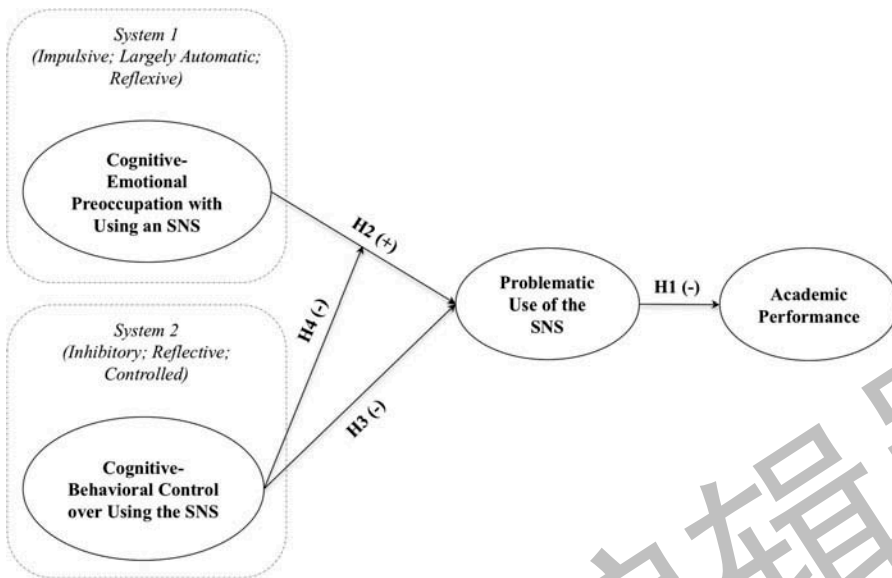 System 1
(Impulsive; Largely Automatic;
Reflexive)
Cognitive-
Emotional
Preoccupation with
Using an SNS
H2 (+)
H4 (-)
H3 (-)
Problematic
Use of the
SNS
H1 (-)
Academic
Performance
System 2
(Inhibitory; Reflective;
Controlled)
Cognitive-
Behavioral Control
over Using the SNS
辑